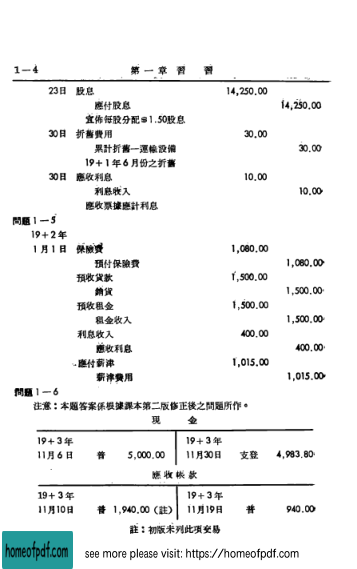 1-4 第一章習 習
23日 股息 14,250.00
應付股息 14,250.00
宣佈每股分配$1.50股息
30日 折舊費用 30.00
累計折舊—運輸設備 30.00
19+1年6月份之折舊
30日 應收利息 10.00
利息收入 10.00
應收票據應計利息
問題1-5
19+2年
1月1日 保險費 1,080.00
預付保險費 1,080.00
預收貨款 1,500.00
銷貨 1,500.00
預收租金 1,500.00
租金收入 1,500.00
利息收入 400.00
應收利息 400.00
應付薪津 1,015.00
薪津費用 1,015.00
問題1-6
注意:本題答案係根據課本第二版修正後之問題所作。
現 金
19+3年 19+3年
11月6日 普 5,000.00 11月30日 支登 4,983.80
應收帳款
19+3年 19+3年
11月10日 普 1,940.00(註) 11月19日 普 940.00
註:初版未列此項交易
homeofpdf.com see more please visit: https://homeofpdf.com